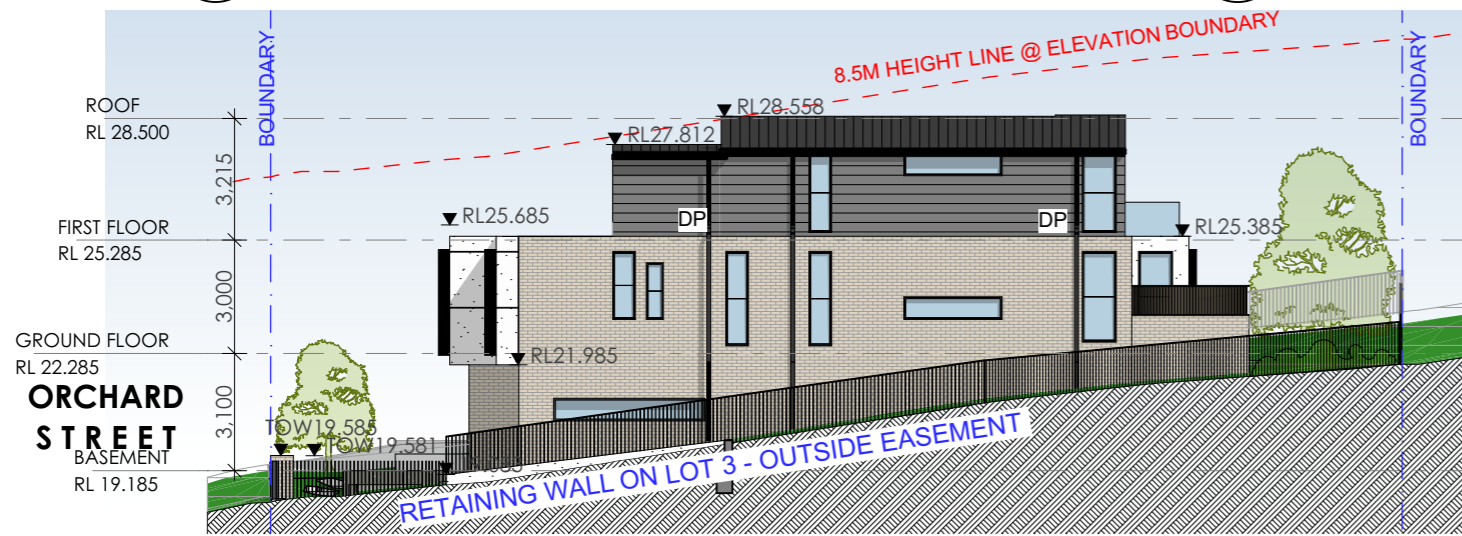 8.5M HEIGHT LINE @ ELEVATION BOUNDARY
BOUNDARY
BOUNDARY
ROOF
RL 28.500
RL28.558
RL27.812
3,215
FIRST FLOOR
RL 25.285
RL25.685
DP
DP
RL25.385
3,000
GROUND FLOOR
RL 22.285
RL21.985
ORCHARD
STREET
3,100
TOW19.585
TOW19.581
BASEMENT
RL 19.185
RETAINING WALL ON LOT 3 - OUTSIDE EASEMENT